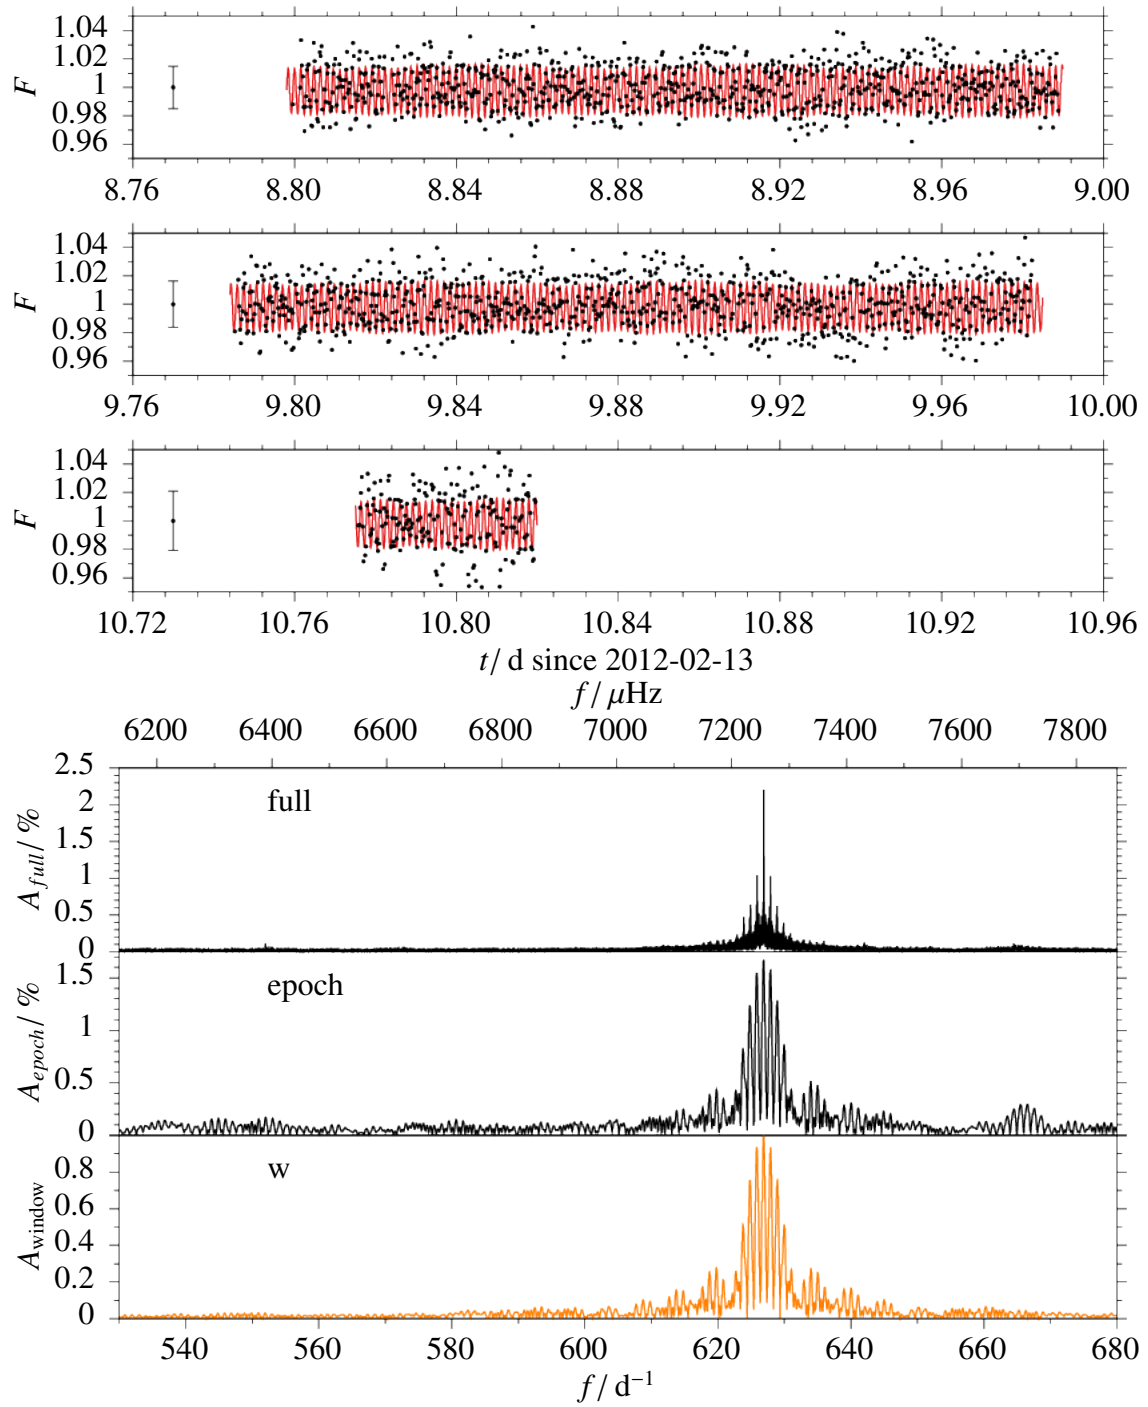 1.04
1.02
1
0.98
0.96
F
8.76 8.80 8.84 8.88 8.92 8.96 9.00
1.04
1.02
1
0.98
0.96
F
9.76 9.80 9.84 9.88 9.92 9.96 10.00
1.04
1.02
1
0.98
0.96
F
10.72 10.76 10.80 10.84 10.88 10.92 10.96
t/ d since 2012-02-13
f/ μHz
6200 6400 6600 6800 7000 7200 7400 7600 7800
2.5
2
1.5
1
0.5
0
A_full/ %
full
1.5
1
0.5
0
A_epoch/ %
epoch
0.8
0.6
0.4
0.2
0
A_window
w
540 560 580 600 620 640 660 680
f/ d⁻¹